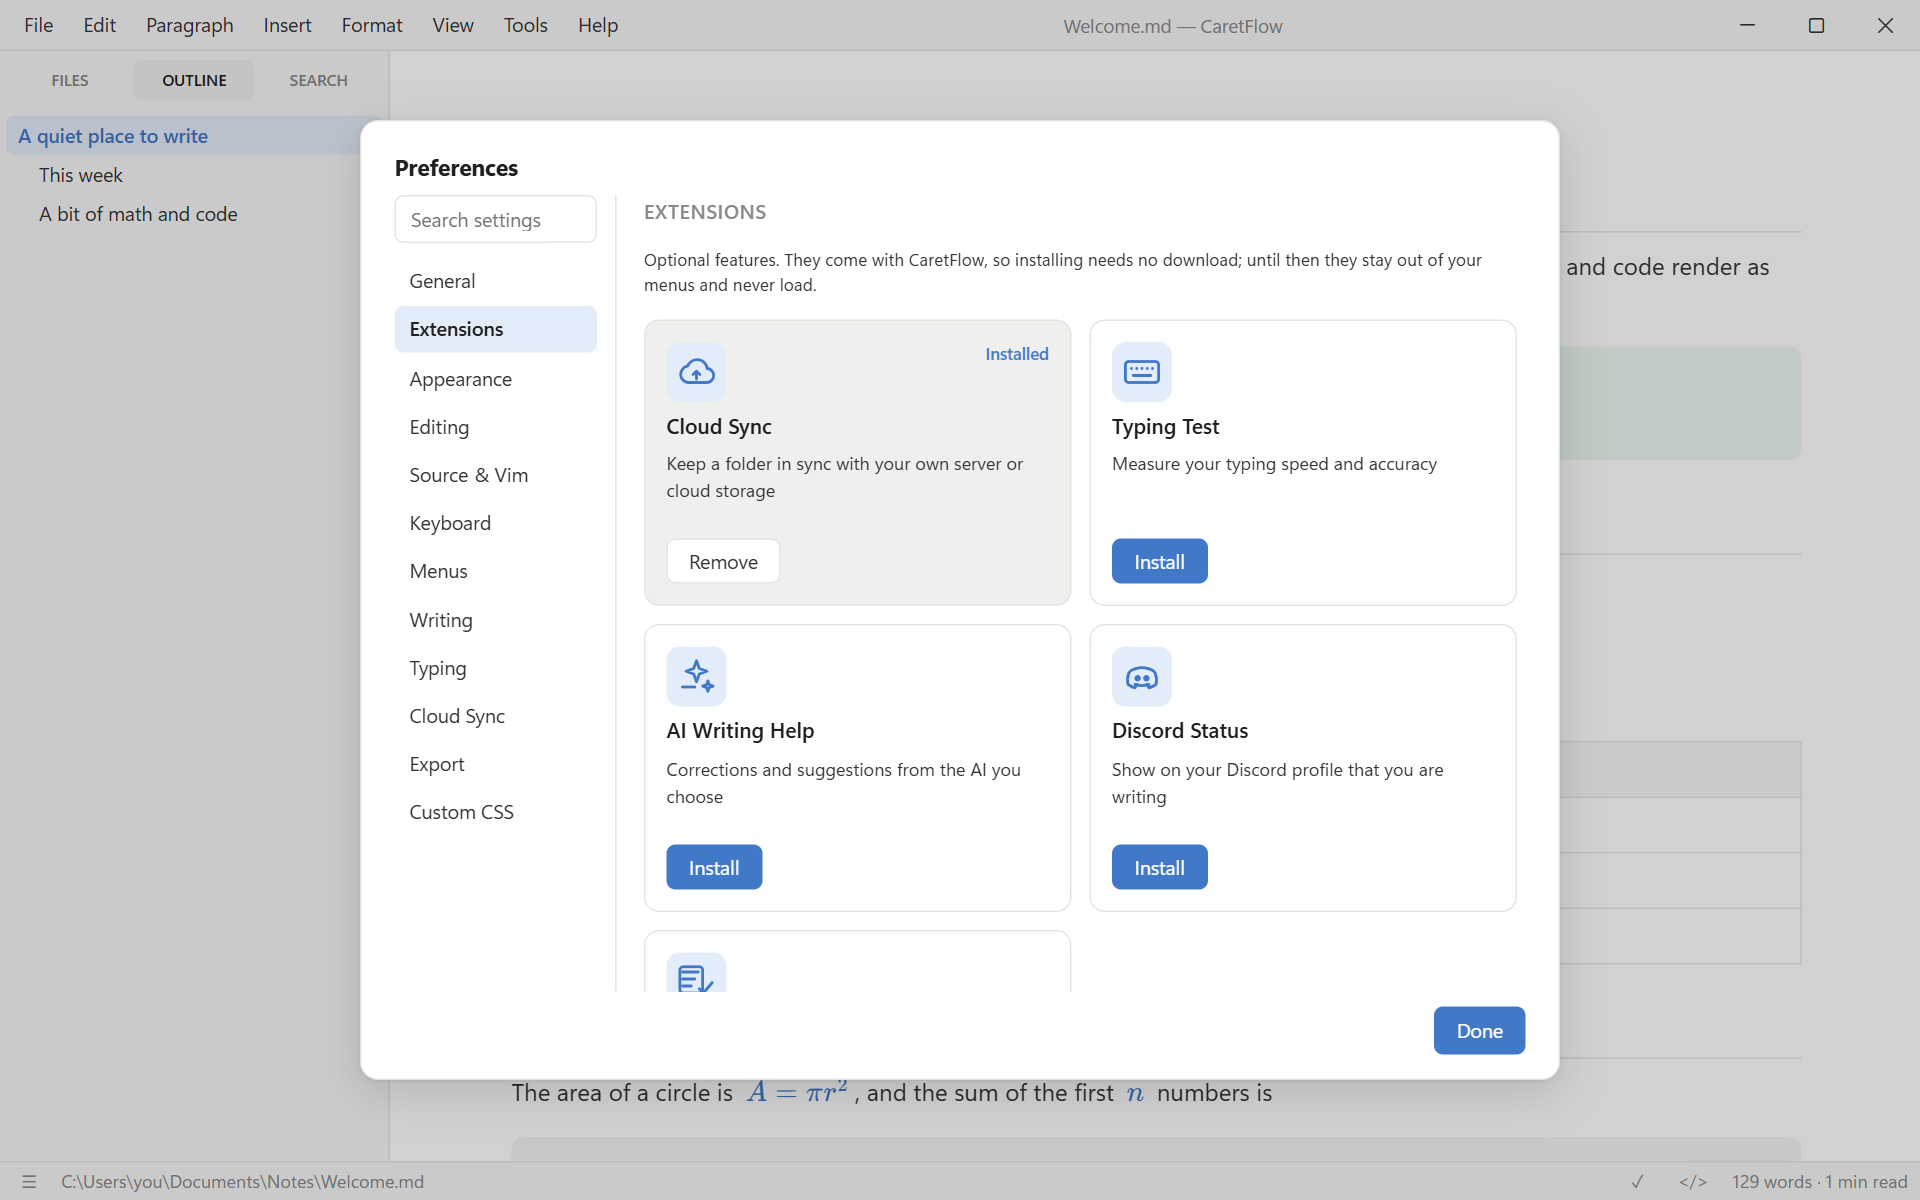 File Edit Paragraph Insert Format View Tools Help
Welcome.md — CaretFlow
FILES OUTLINE SEARCH
A quiet place to write
This week
A bit of math and code
Preferences
Search settings
General
Extensions
Appearance
Editing
Source & Vim
Keyboard
Menus
Writing
Typing
Cloud Sync
Export
Custom CSS
EXTENSIONS
Optional features. They come with CaretFlow, so installing needs no download; until then they stay out of your
menus and never load.
Installed
Cloud Sync
Keep a folder in sync with your own server or
cloud storage
Remove
Typing Test
Measure your typing speed and accuracy
Install
AI Writing Help
Corrections and suggestions from the AI you
choose
Install
Discord Status
Show on your Discord profile that you are
writing
Install
Done
and code render as
The area of a circle is A = πr², and the sum of the first n numbers is
C:\Users\you\Documents\Notes\Welcome.md
✓ </> 129 words · 1 min read